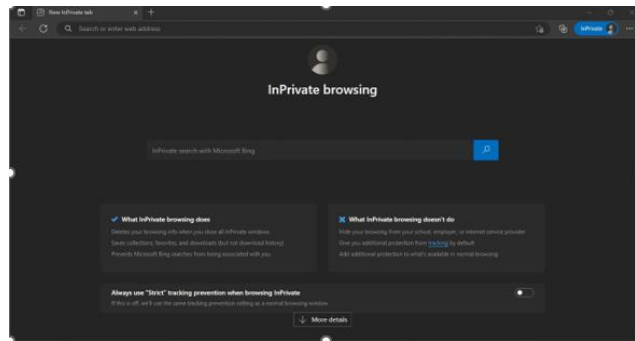 New InPrivate tab
Search or enter web address
InPrivate
InPrivate browsing
InPrivate search with Microsoft Bing
What InPrivate browsing does
Deletes your browsing info when you close all InPrivate windows
Saves collections, favorites, and downloads (but not download history)
Prevents Microsoft Bing searches from being associated with you
What InPrivate browsing doesn't do
Hide your browsing from your school, employer, or internet service provider
Give you additional protection from tracking by default
Add additional protection to what's available in normal browsing
Always use "Strict" tracking prevention when browsing InPrivate
If this is off, we'll use the same tracking prevention setting as a normal browsing window
More details